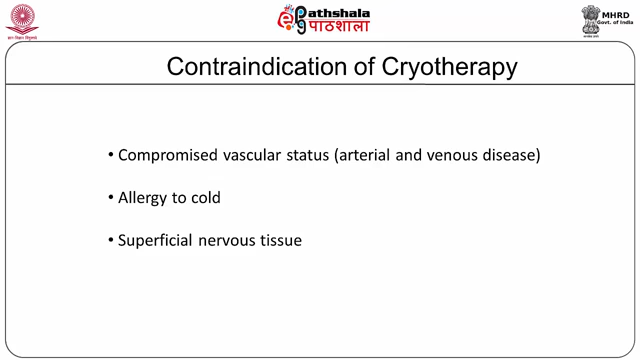 Pathshala
पाठशाला
MHRD
Govt. of India
Contraindication of Cryotherapy
• Compromised vascular status (arterial and venous disease)
• Allergy to cold
• Superficial nervous tissue